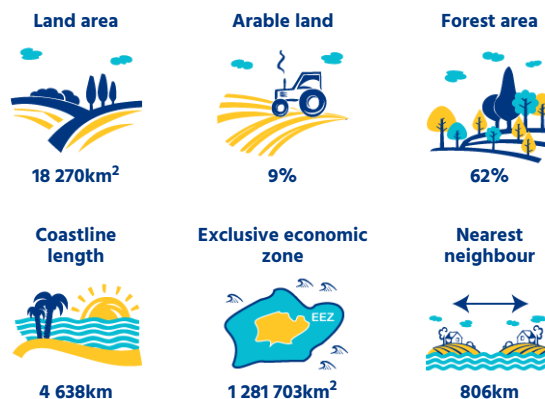 Land area
Arable land
Forest area
18 270km²
9%
62%
Coastline
length
Exclusive economic
zone
Nearest
neighbour
EEZ
4 638km
1 281 703km²
806km